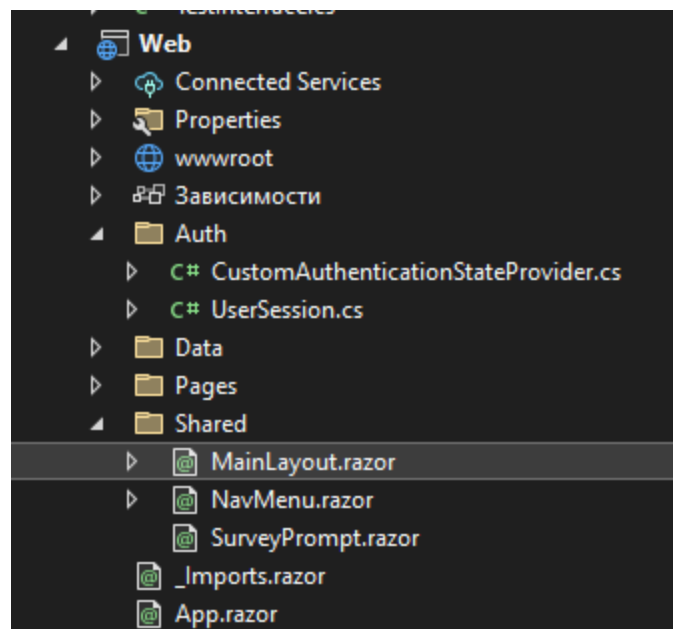 Web
Connected Services
Properties
wwwroot
Зависимости
Auth
C# CustomAuthenticationStateProvider.cs
C# UserSession.cs
Data
Pages
Shared
@ MainLayout.razor
@ NavMenu.razor
@ SurveyPrompt.razor
@ _Imports.razor
@ App.razor